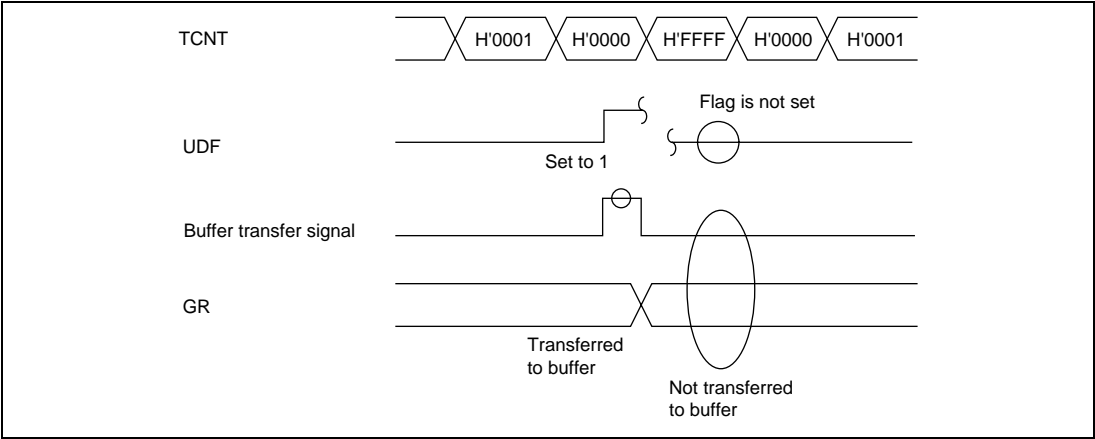 TCNT
H'0001
H'0000
H'FFFF
H'0000
H'0001
Flag is not set
UDF
Set to 1
Buffer transfer signal
GR
Transferred
to buffer
Not transferred
to buffer